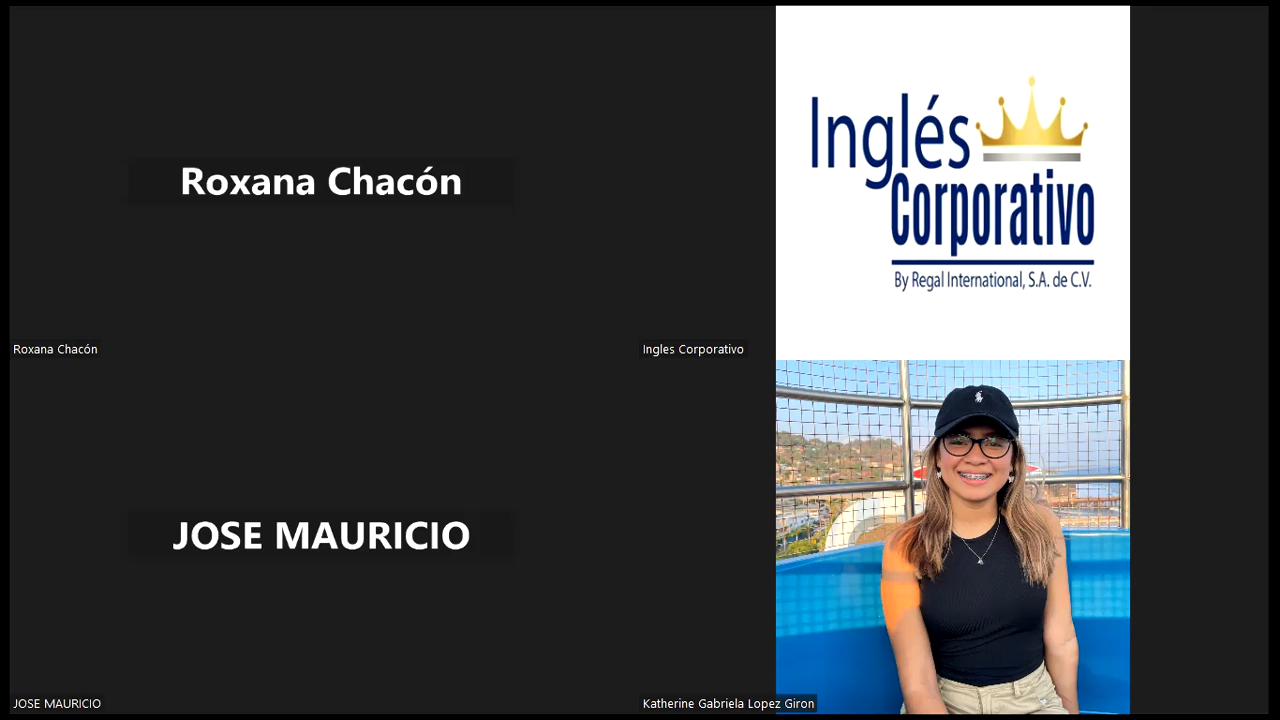 Roxana Chacón
Roxana Chacón
Inglés
Corporativo
By Regal International, S.A. de C.V.
Ingles Corporativo
JOSE MAURICIO
JOSE MAURICIO
Katherine Gabriela Lopez Giron